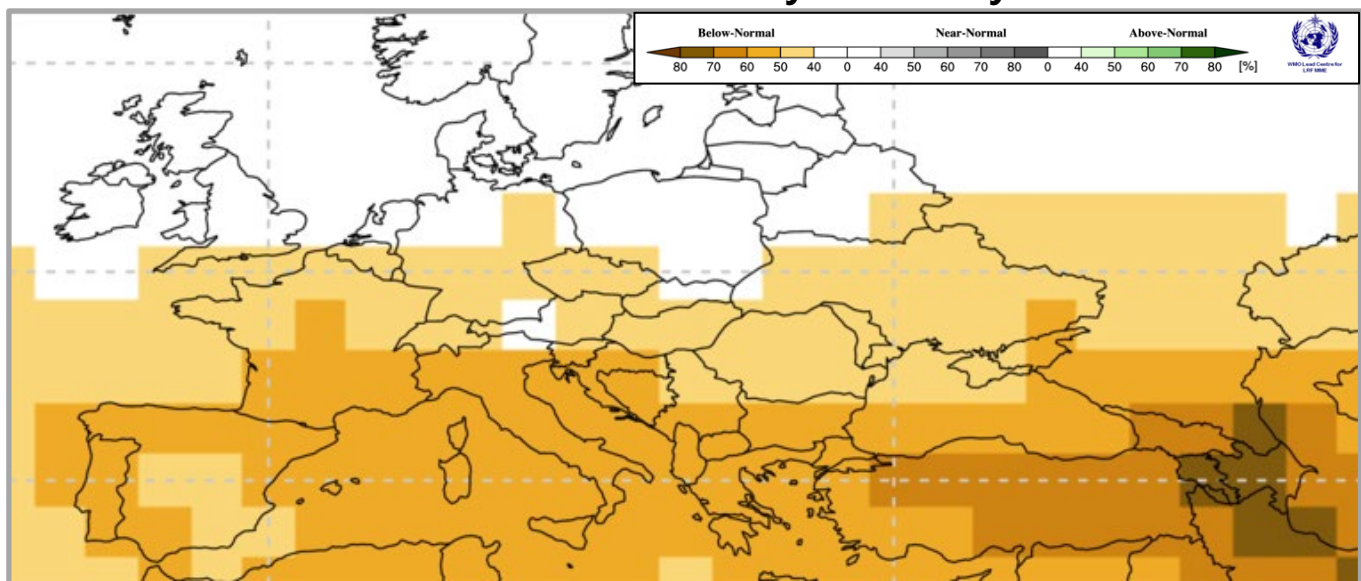 Below-Normal Near-Normal Above-Normal
80 70 60 50 40 0 40 50 60 70 80 0 40 50 60 70 80 [%]
WMO Lead Centre for
LRF MME